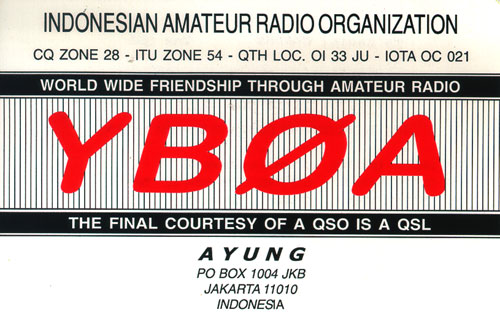 INDONESIAN AMATEUR RADIO ORGANIZATION
CQ ZONE 28 - ITU ZONE 54 - QTH LOC. OI 33 JU - IOTA OC 021
WORLD WIDE FRIENDSHIP THROUGH AMATEUR RADIO
YBØA
THE FINAL COURTESY OF A QSO IS A QSL
AYUNG
PO BOX 1004 JKB
JAKARTA 11010
INDONESIA